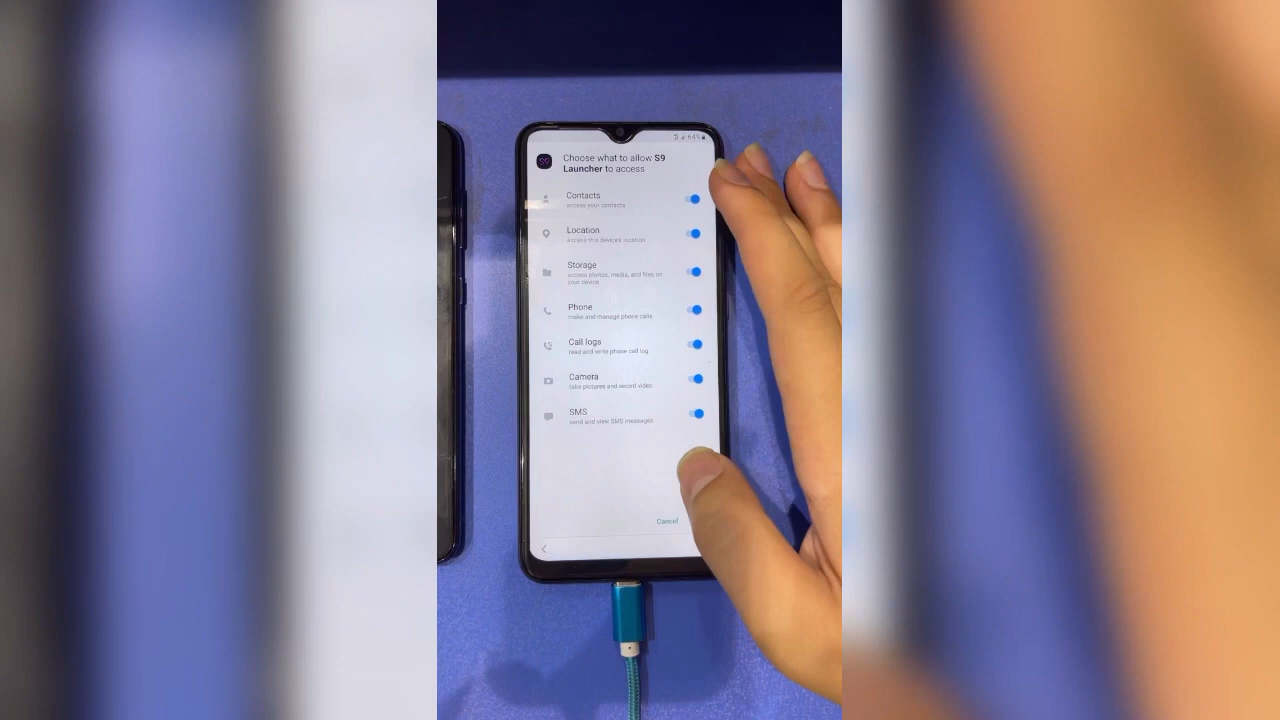 64%
S9
Choose what to allow S9
Launcher to access
Contacts
access your contacts
Location
access this device's location
Storage
access photos, media, and files on
your device
Phone
make and manage phone calls
Call logs
read and write phone call log
Camera
take pictures and record video
SMS
send and view SMS messages
Cancel